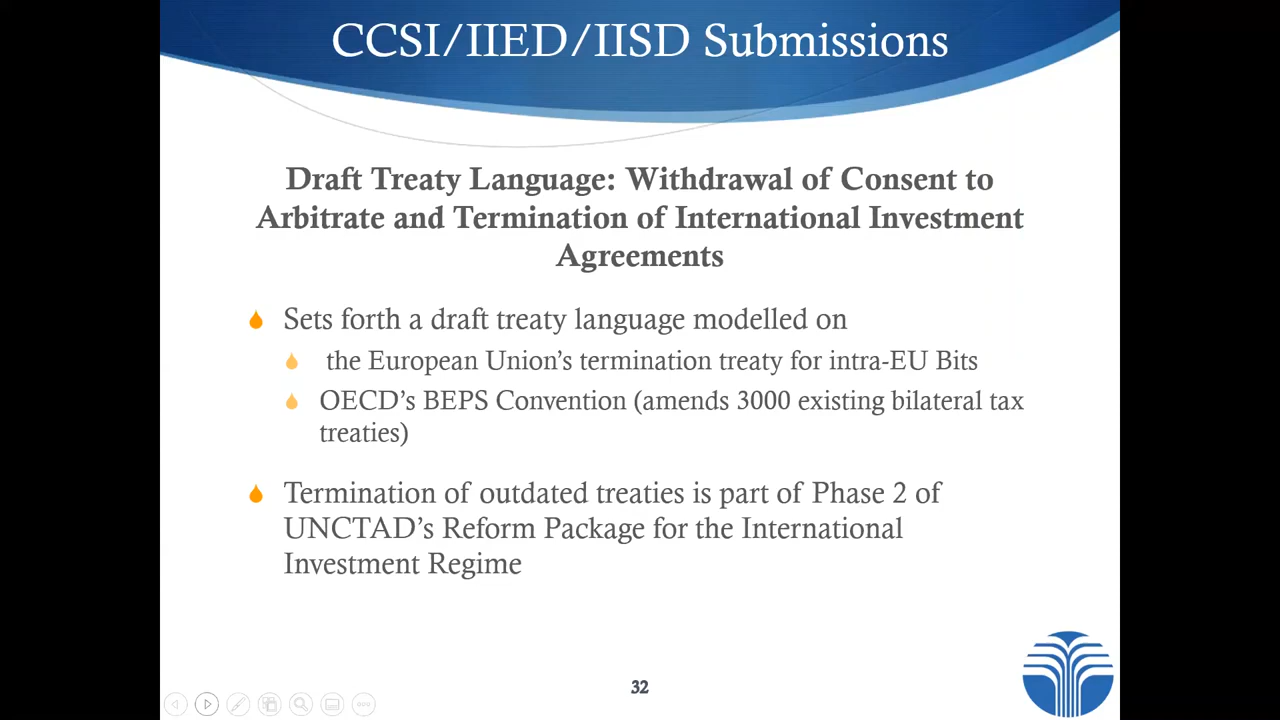 CCSI/IIED/IISD Submissions
Draft Treaty Language: Withdrawal of Consent to
Arbitrate and Termination of International Investment
Agreements
Sets forth a draft treaty language modelled on
the European Union’s termination treaty for intra-EU Bits
OECD’s BEPS Convention (amends 3000 existing bilateral tax
treaties)
Termination of outdated treaties is part of Phase 2 of
UNCTAD’s Reform Package for the International
Investment Regime
32